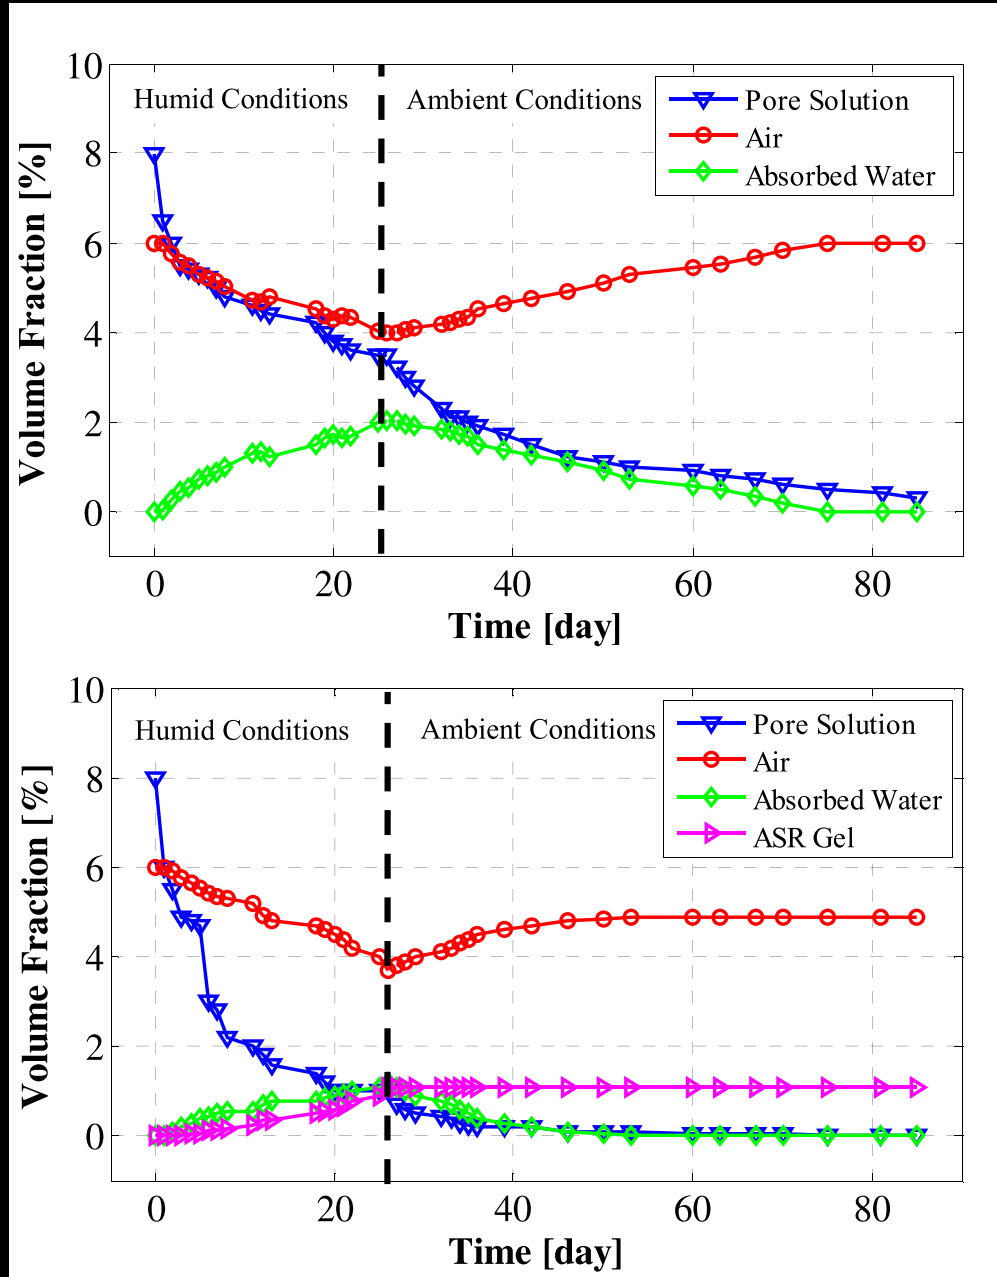 Humid Conditions
Ambient Conditions
Pore Solution
Air
Absorbed Water
Volume Fraction [%]
10
8
6
4
2
0
0 20 40 60 80
Time [day]
Humid Conditions
Ambient Conditions
Pore Solution
Air
Absorbed Water
ASR Gel
Volume Fraction [%]
10
8
6
4
2
0
0 20 40 60 80
Time [day]